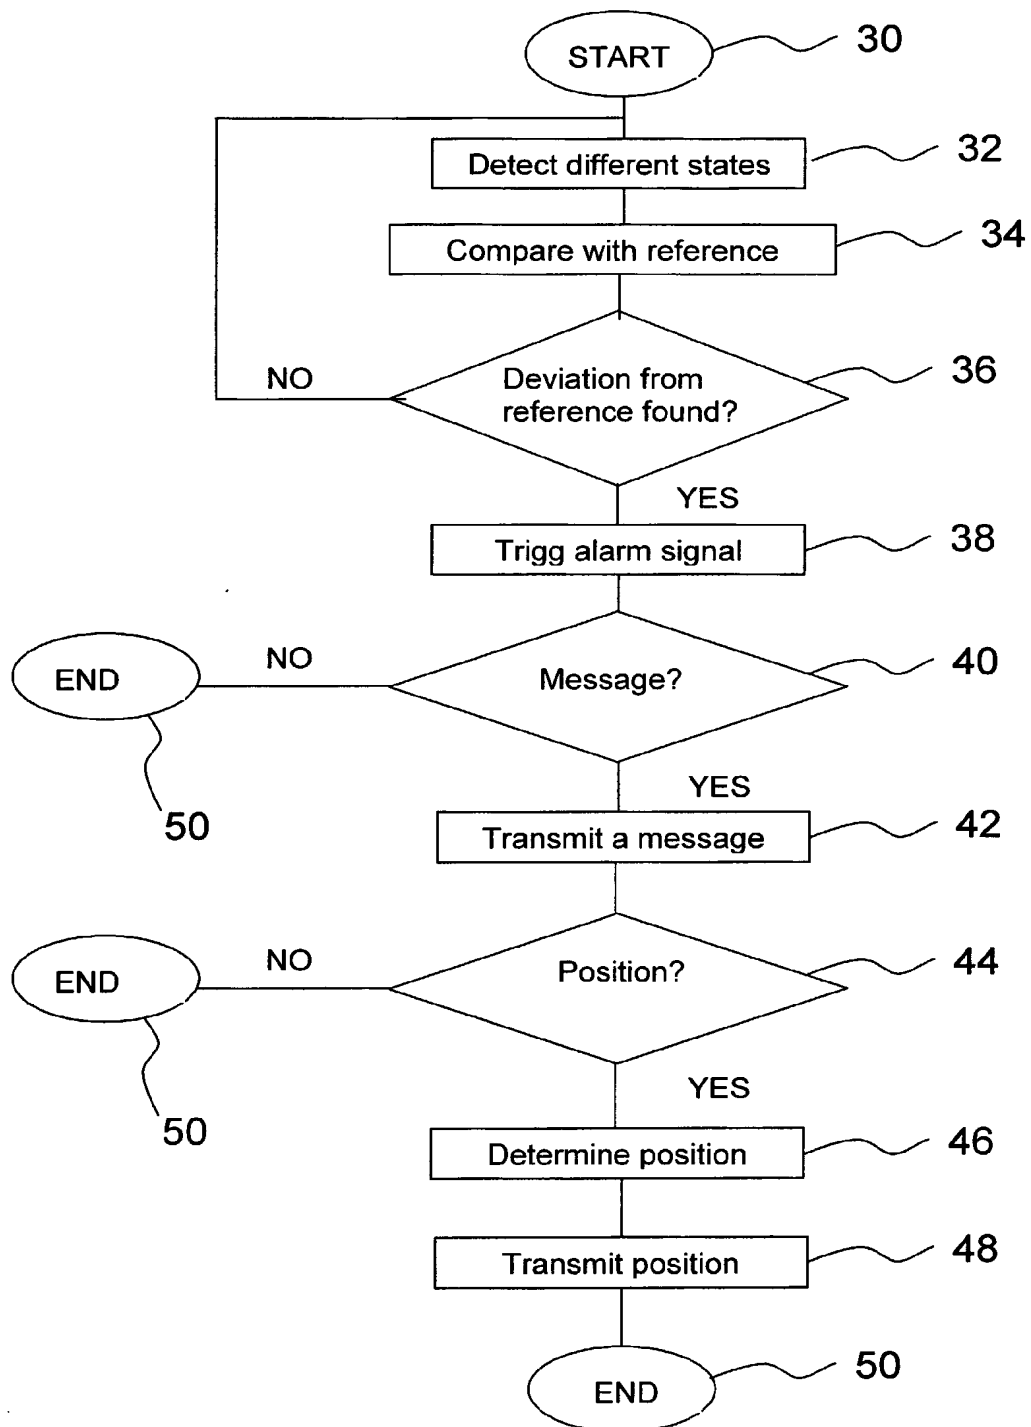 START
30
Detect different states
32
Compare with reference
34
Deviation from
reference found?
36
NO
YES
Trigg alarm signal
38
Message?
40
NO
END
50
YES
Transmit a message
42
Position?
44
NO
END
50
YES
Determine position
46
Transmit position
48
END
50